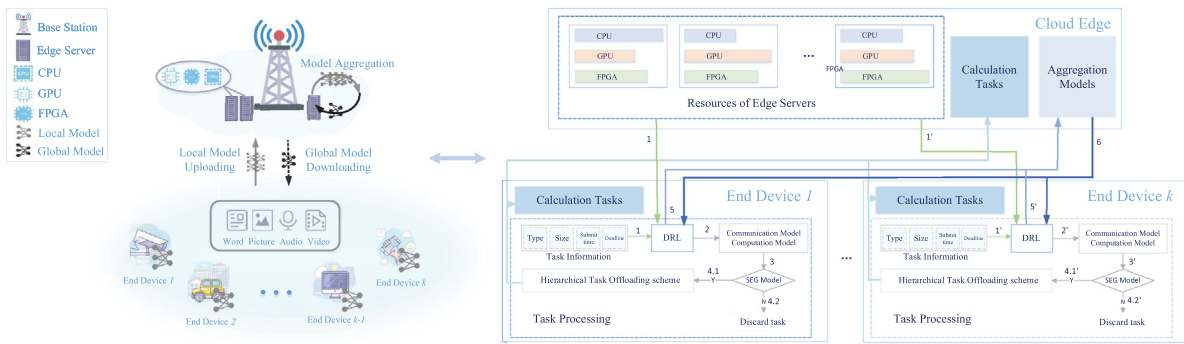 Base Station
Edge Server
CPU
GPU
FPGA
Local Model
Global Model
Model Aggregation
Local Model
Uploading
Global Model
Downloading
Word Picture Audio Video
End Device 1
End Device 2
End Device k-1
End Device k
Cloud Edge
CPU
GPU
FPGA
CPU
GPU
FPGA
...
CPU
GPU
FPGA
FPGA
Resources of Edge Servers
Calculation
Tasks
Aggregation
Models
1
1'
6
End Device 1
Calculation Tasks
5
Type
Size
Submit
time
Deadline
Task Information
1
DRL
2
Communication Model
Computation Model
3
Hierarchical Task Offloading scheme
4.1
Y
SEG Model
N 4.2
Task Processing
Discard task
...
End Device k
Calculation Tasks
5'
Type
Size
Submit
time
Deadline
Task Information
1'
DRL
2'
Communication Model
Computation Model
3'
Hierarchical Task Offloading scheme
4.1'
Y
SEG Model
N 4.2'
Task Processing
Discard task